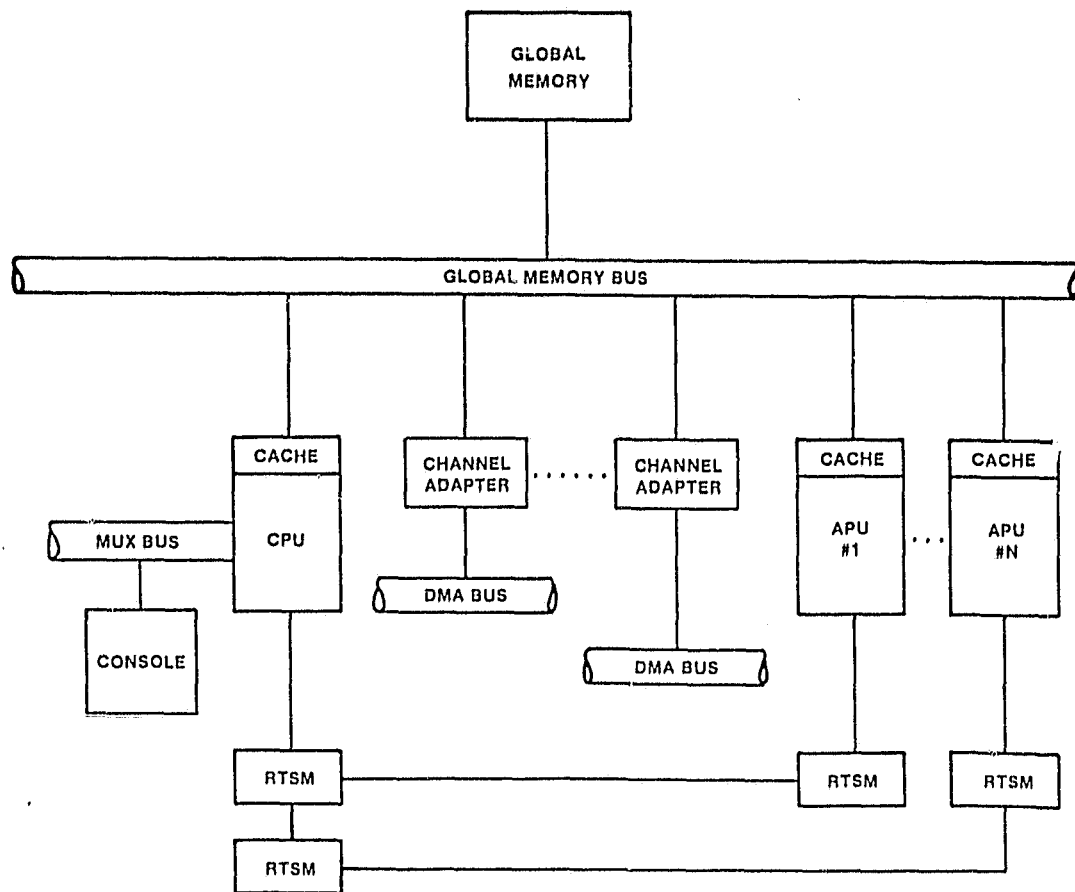 GLOBAL
MEMORY
GLOBAL MEMORY BUS
CACHE
CPU
MUX BUS
CONSOLE
CHANNEL
ADAPTER
......
CHANNEL
ADAPTER
DMA BUS
DMA BUS
CACHE
APU
#1
....
CACHE
APU
#N
RTSM
RTSM
RTSM
RTSM